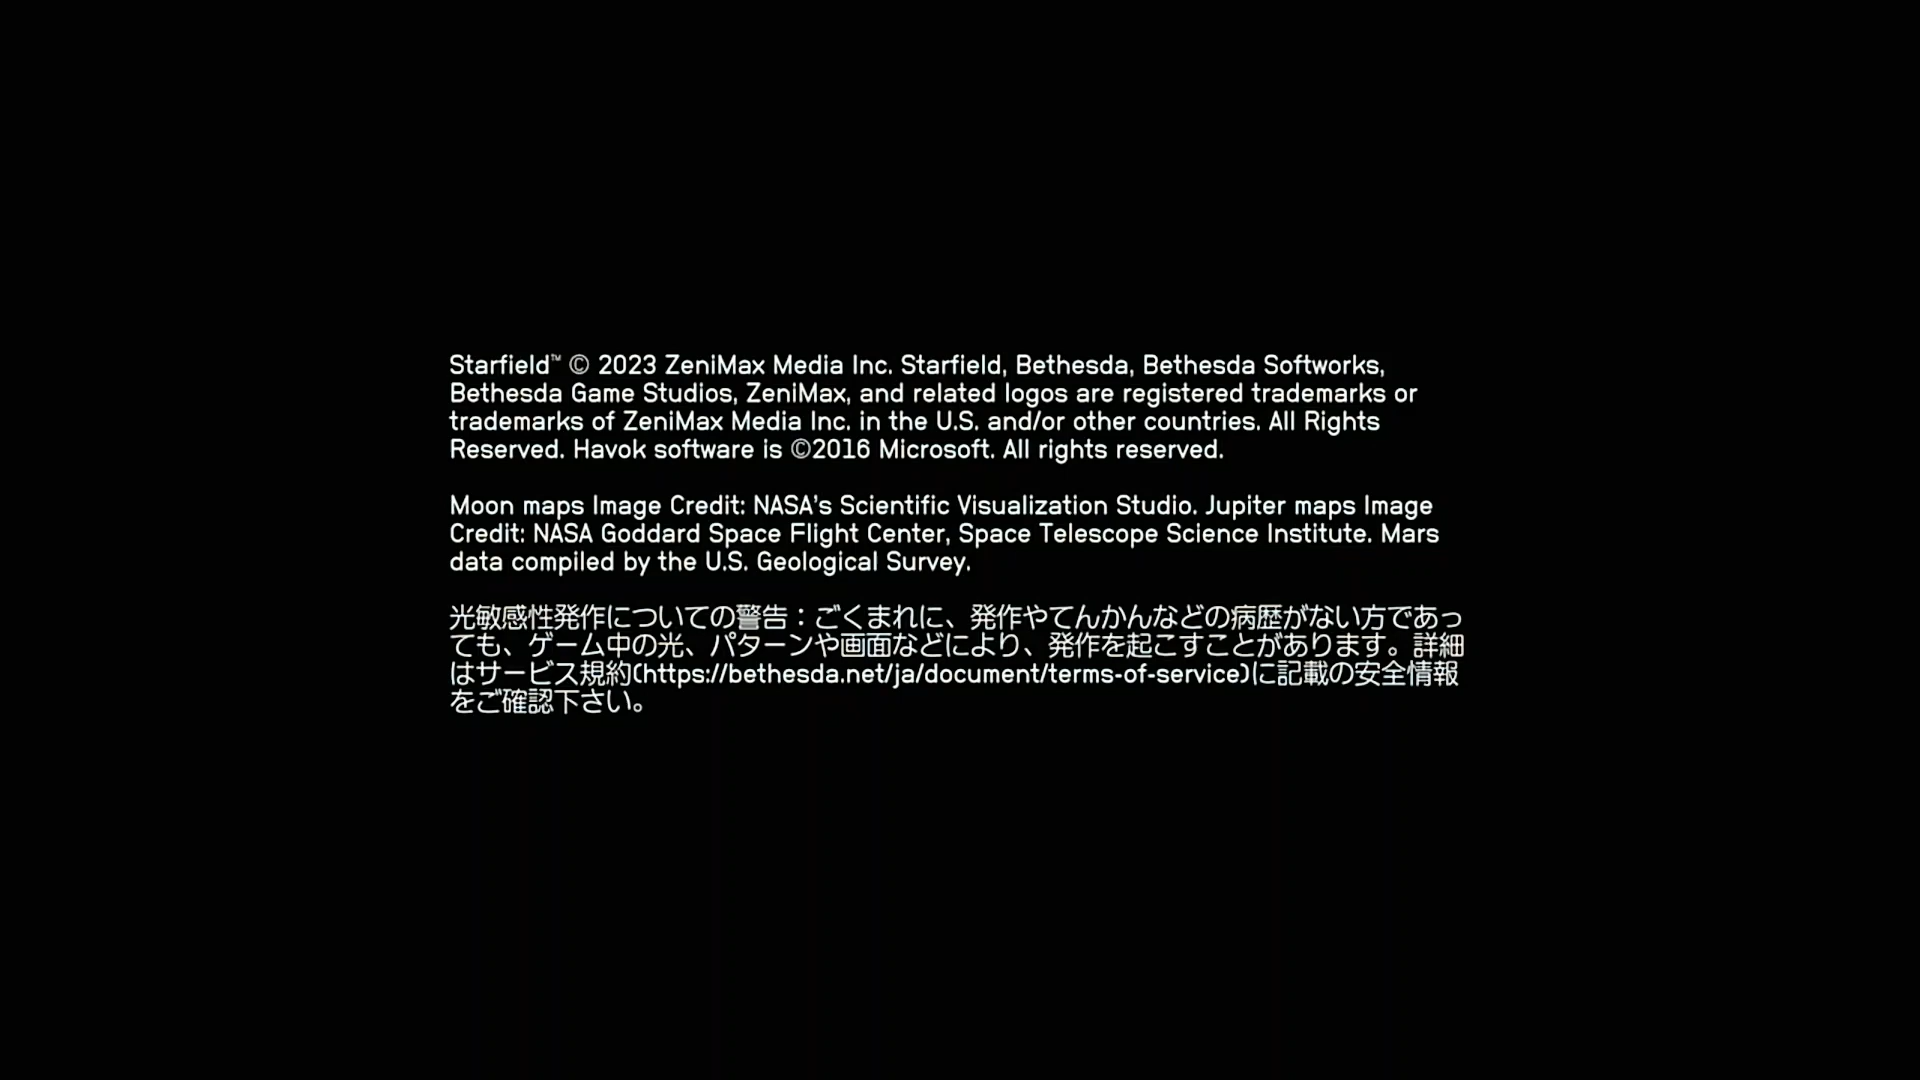 Starfield™ © 2023 ZeniMax Media Inc. Starfield, Bethesda, Bethesda Softworks,
Bethesda Game Studios, ZeniMax, and related logos are registered trademarks or
trademarks of ZeniMax Media Inc. in the U.S. and/or other countries. All Rights
Reserved. Havok software is ©2016 Microsoft. All rights reserved.
Moon maps Image Credit: NASA's Scientific Visualization Studio. Jupiter maps Image
Credit: NASA Goddard Space Flight Center, Space Telescope Science Institute. Mars
data compiled by the U.S. Geological Survey.
光敏感性発作についての警告：ごくまれに、発作やてんかんなどの病歴がない方であっ
ても、ゲーム中の光、パターンや画面などにより、発作を起こすことがあります。詳細
はサービス規約(https://bethesda.net/ja/document/terms-of-service)に記載の安全情報
をご確認下さい。